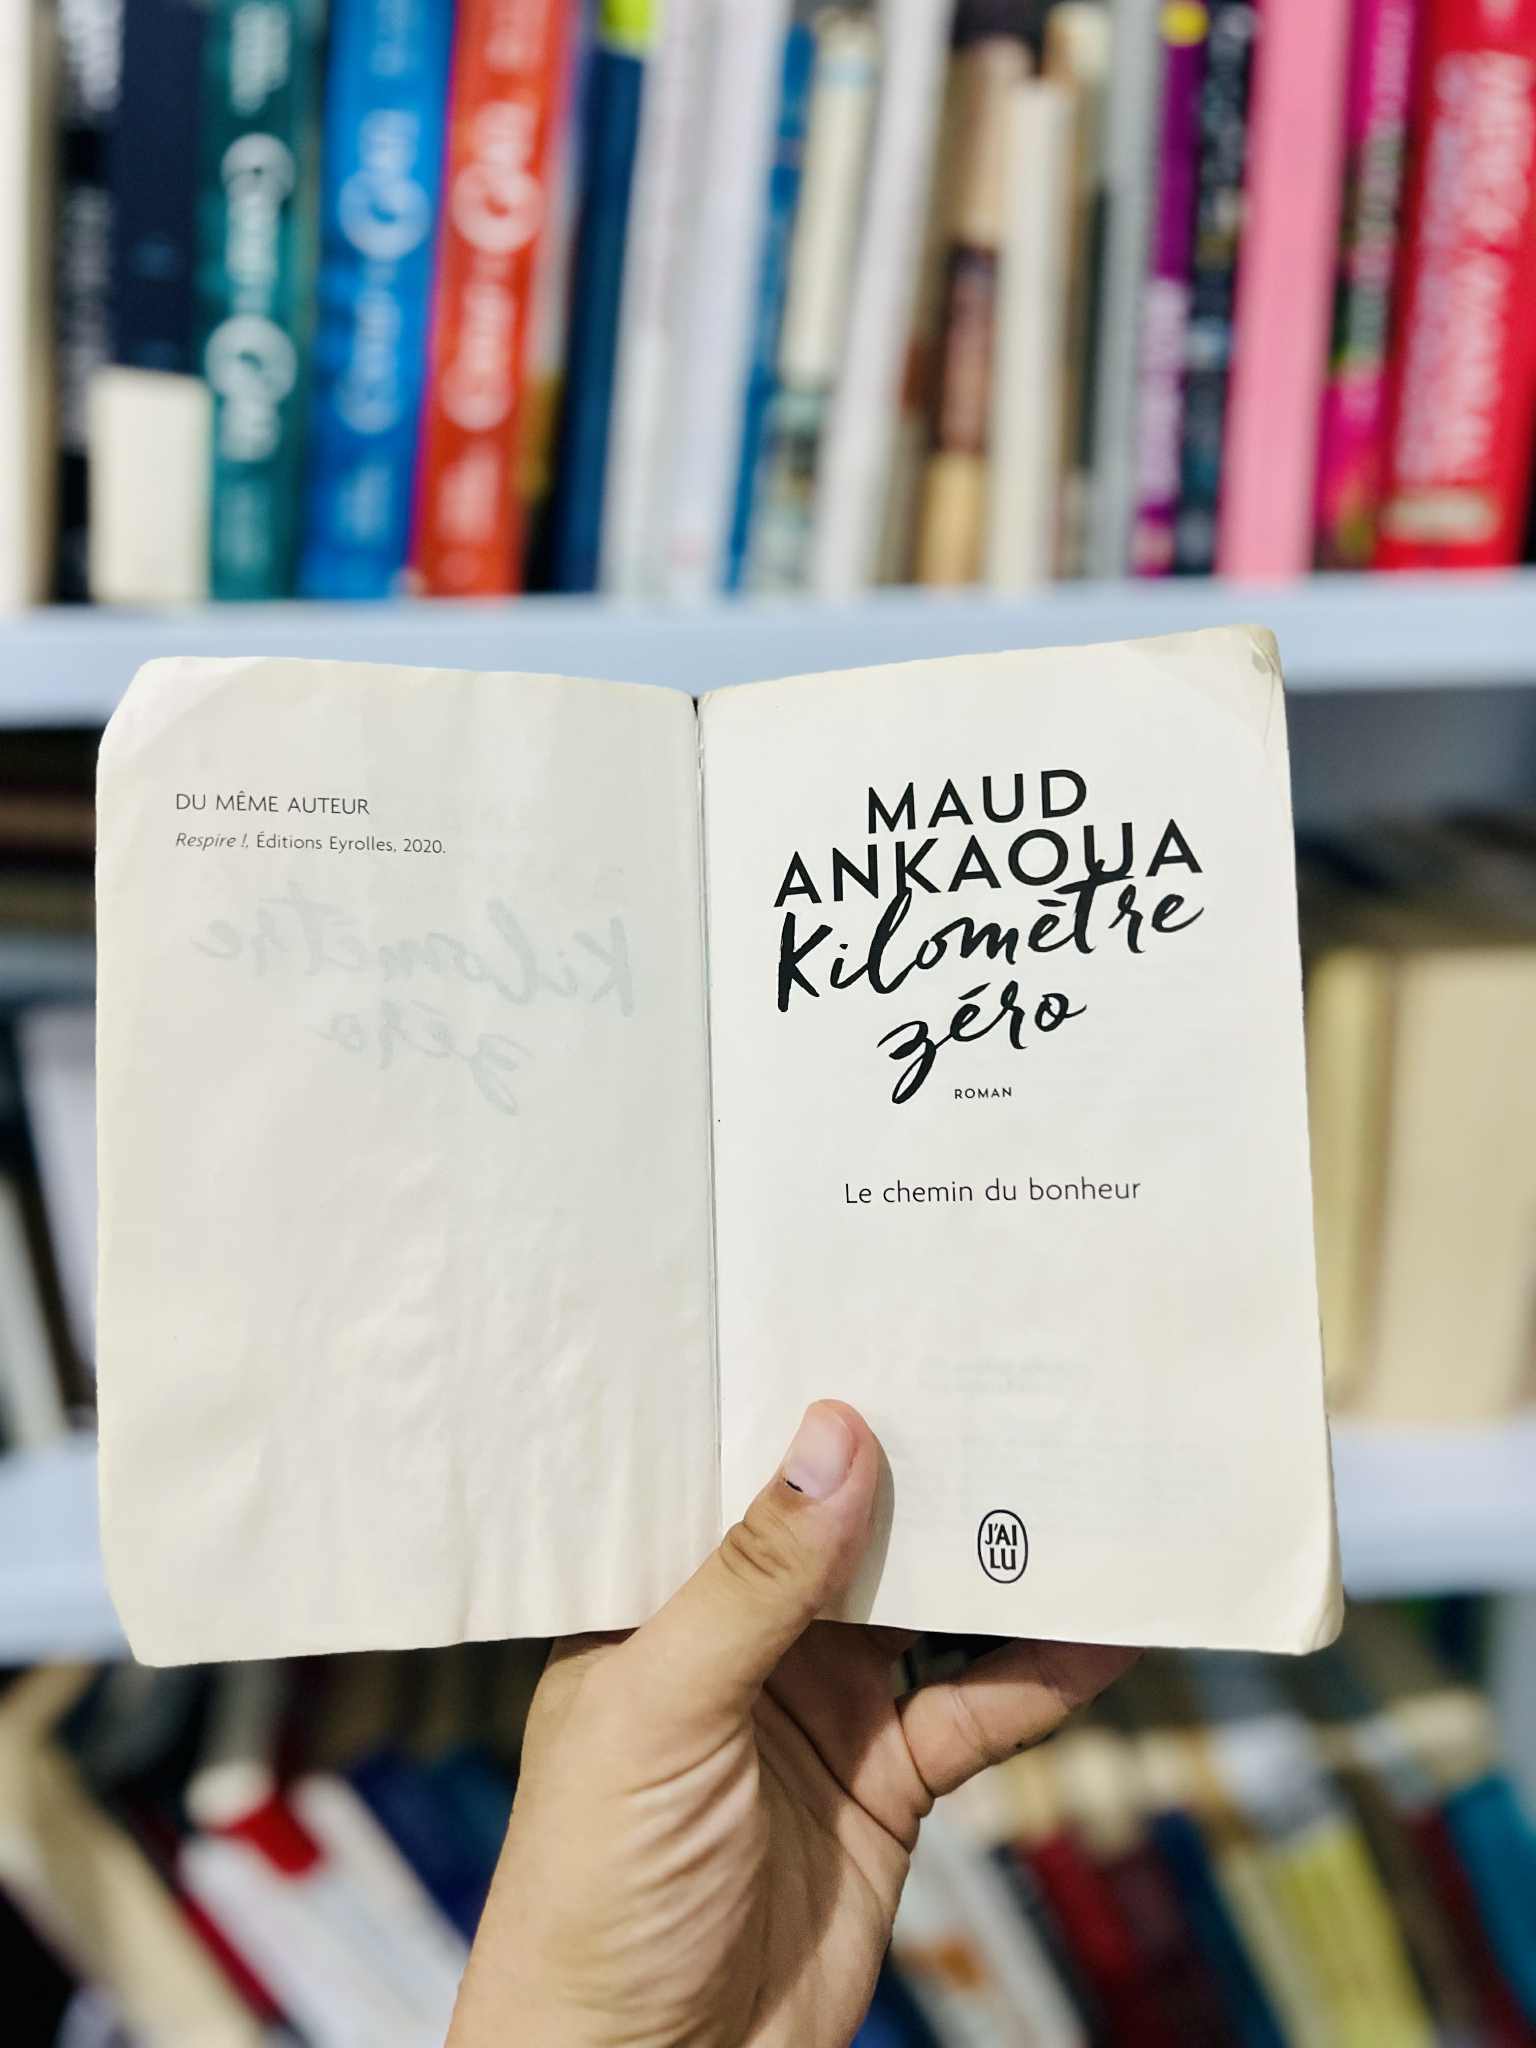 DU MÊME AUTEUR
Respire !, Éditions Eyrolles, 2020.
MAUD
ANKAOUA
Kilomètre
zéro
ROMAN
Le chemin du bonheur
J'AI
LU